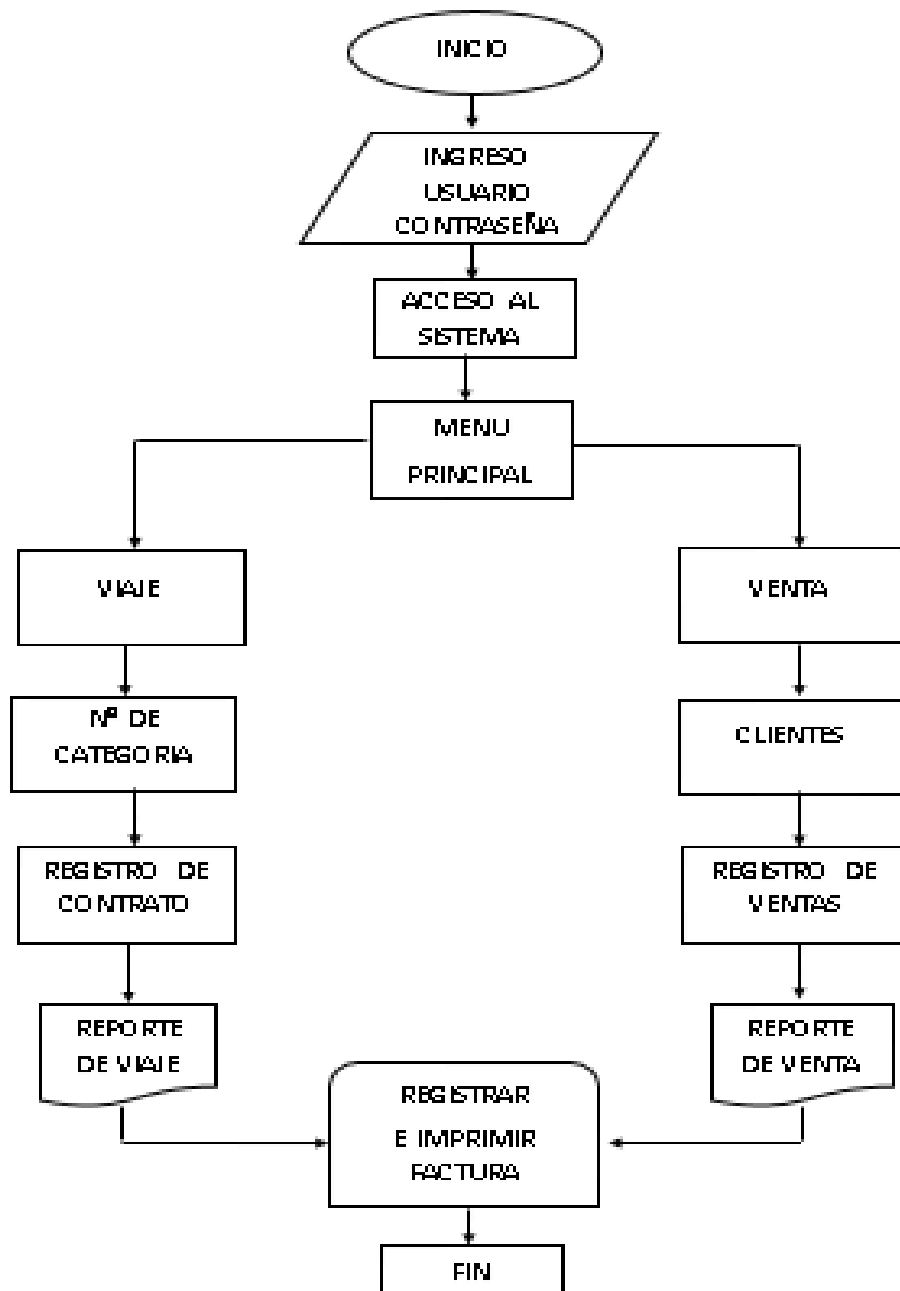 INICIO
INGRESO
USUARIO
CONTRASEÑA
ACCESO AL
SISTEMA
MENU
PRINCIPAL
VIAJE
VENTA
Nº DE
CATEGORIA
CLIENTES
REGISTRO DE
CONTRATO
REGISTRO DE
VENTAS
REPORTE
DE VIAJE
REPORTE
DE VENTA
REGISTRAR
E IMPRIMIR
FACTURA
FIN